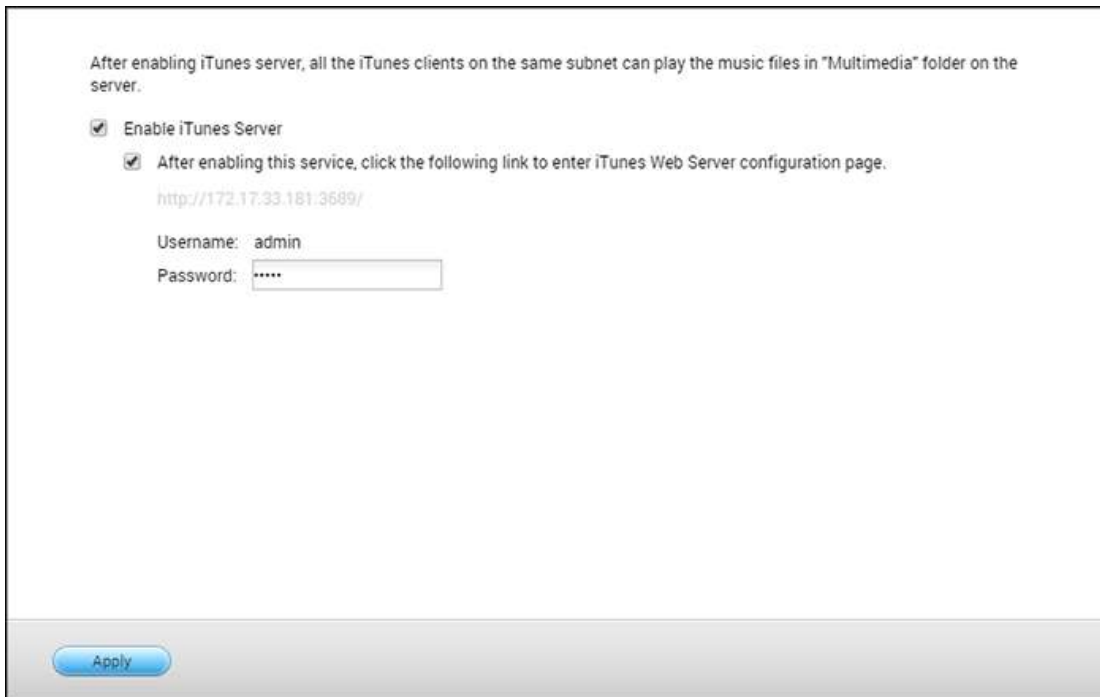 After enabling iTunes server, all the iTunes clients on the same subnet can play the music files in "Multimedia" folder on the
server.
Enable iTunes Server
After enabling this service, click the following link to enter iTunes Web Server configuration page.
http://172.17.33.181:3689/
Username: admin
Password: •••••
Apply